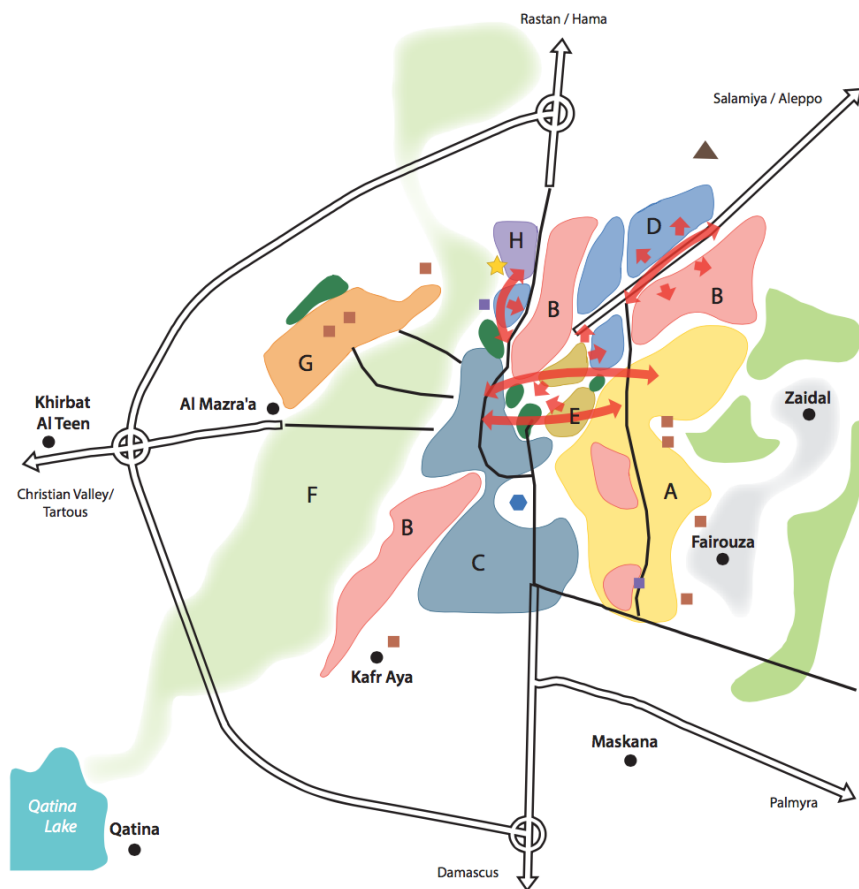 Rastan / Hama
Salamiya / Aleppo
D
H
B
B
G
Khirbat
Al Teen
Al Mazra'a
Zaidal
E
Christian Valley/
Tartous
F
A
B
Fairouza
C
Kafr Aya
Maskana
Qatina
Lake
Qatina
Palmyra
Damascus